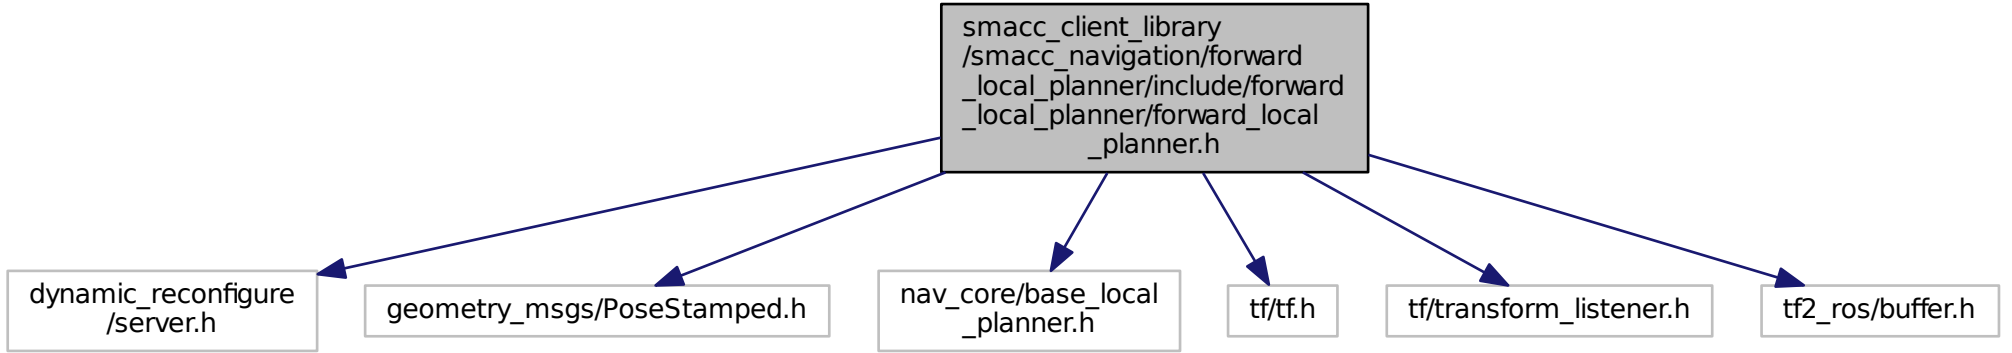 smacc_client_library
/smacc_navigation/forward
_local_planner/include/forward
_local_planner/forward_local
_planner.h
dynamic_reconfigure
/server.h
geometry_msgs/PoseStamped.h
nav_core/base_local
_planner.h
tf/tf.h
tf/transform_listener.h
tf2_ros/buffer.h